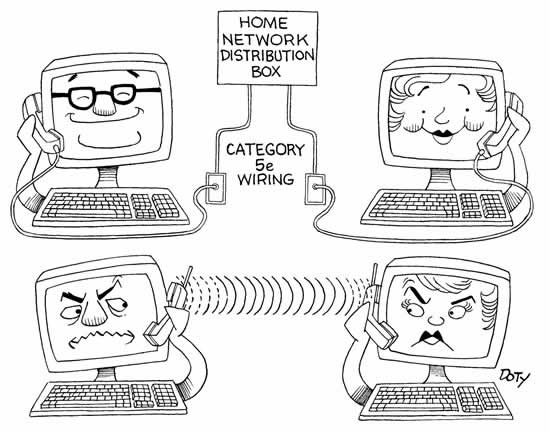 HOME
NETWORK
DISTRIBUTION
BOX
CATEGORY
5e
WIRING
DOTY